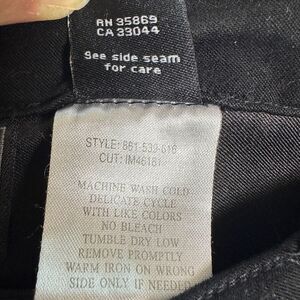 RN 35869
CA 33044
See side seam
for care
STYLE: 861-539-616
CUT: IM46161
MACHINE WASH COLD
DELICATE CYCLE
WITH LIKE COLORS
NO BLEACH
TUMBLE DRY LOW
REMOVE PROMPTLY
WARM IRON ON WRONG
SIDE ONLY IF